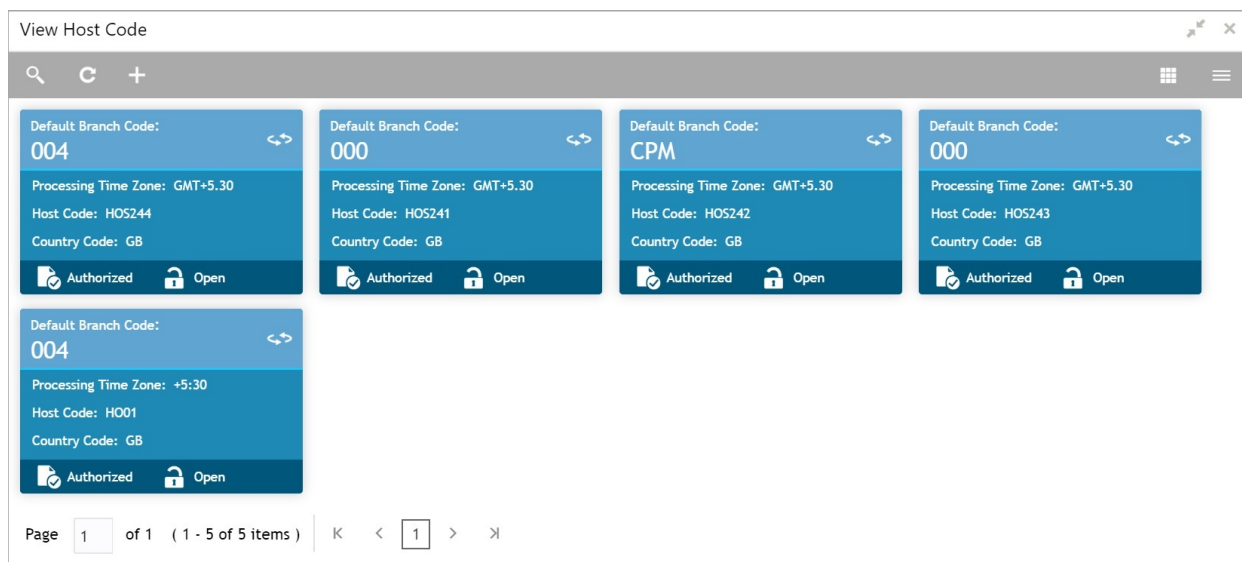 View Host Code
Default Branch Code:
004
Processing Time Zone: GMT+5.30
Host Code: HOS244
Country Code: GB
Authorized Open
Default Branch Code:
000
Processing Time Zone: GMT+5.30
Host Code: HOS241
Country Code: GB
Authorized Open
Default Branch Code:
CPM
Processing Time Zone: GMT+5.30
Host Code: HOS242
Country Code: GB
Authorized Open
Default Branch Code:
000
Processing Time Zone: GMT+5.30
Host Code: HOS243
Country Code: GB
Authorized Open
Default Branch Code:
004
Processing Time Zone: +5:30
Host Code: HO01
Country Code: GB
Authorized Open
Page 1 of 1 ( 1 - 5 of 5 items ) 1